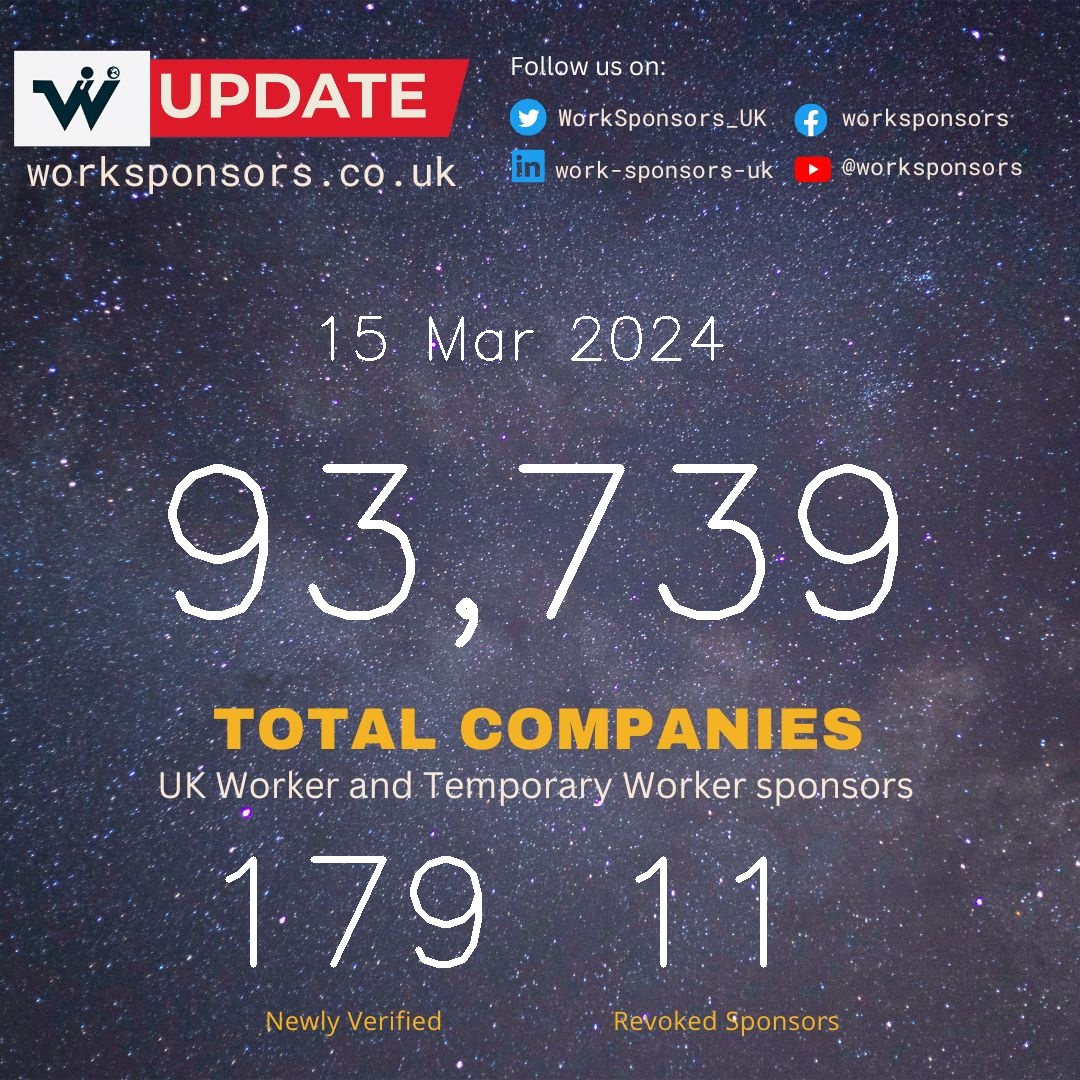 UPDATE
worksponsors.co.uk
Follow us on:
WorkSponsors_UK
worksponsors
work-sponsors-uk
@worksponsors
15 Mar 2024
93,739
TOTAL COMPANIES
UK Worker and Temporary Worker sponsors
179 11
Newly Verified Revoked Sponsors